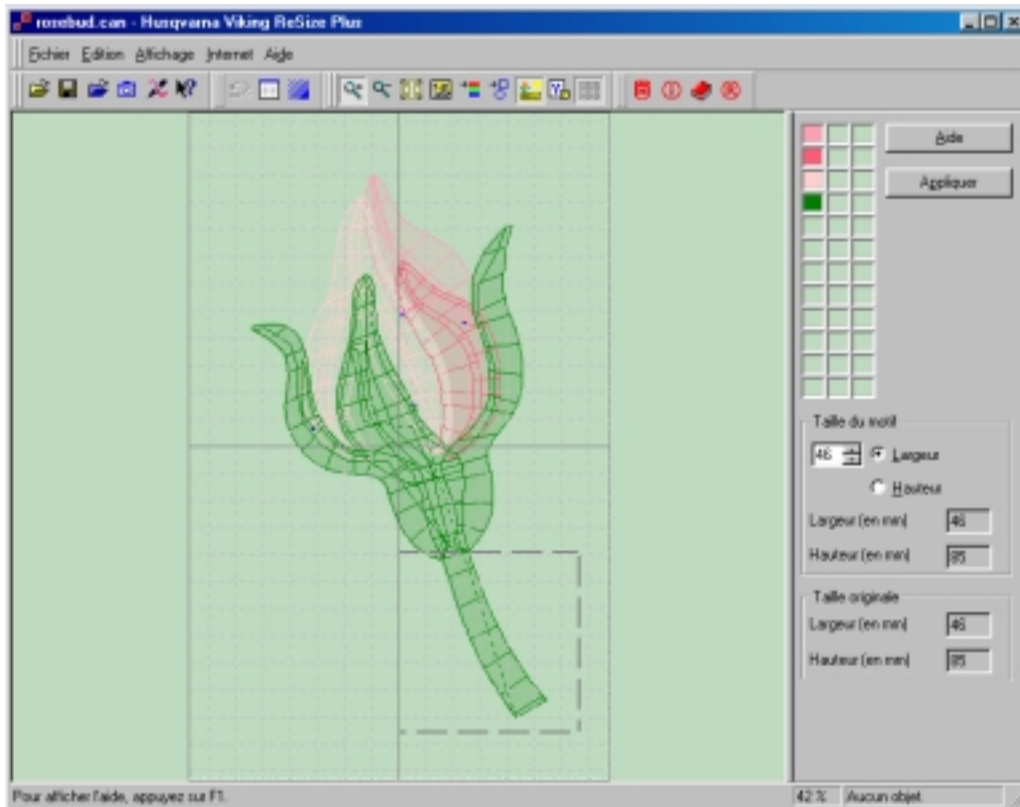 rosebud.can - Husqvarna Viking ReSize Plus
Fichier Edition Affichage Internet Aide
Aide
Appliquer
Taille du motif
46 Largeur
Hauteur
Largeur (en mm) 46
Hauteur (en mm) 85
Taille originale
Largeur (en mm) 46
Hauteur (en mm) 85
Pour afficher l'aide, appuyez sur F1. 42 % Aucun objet.